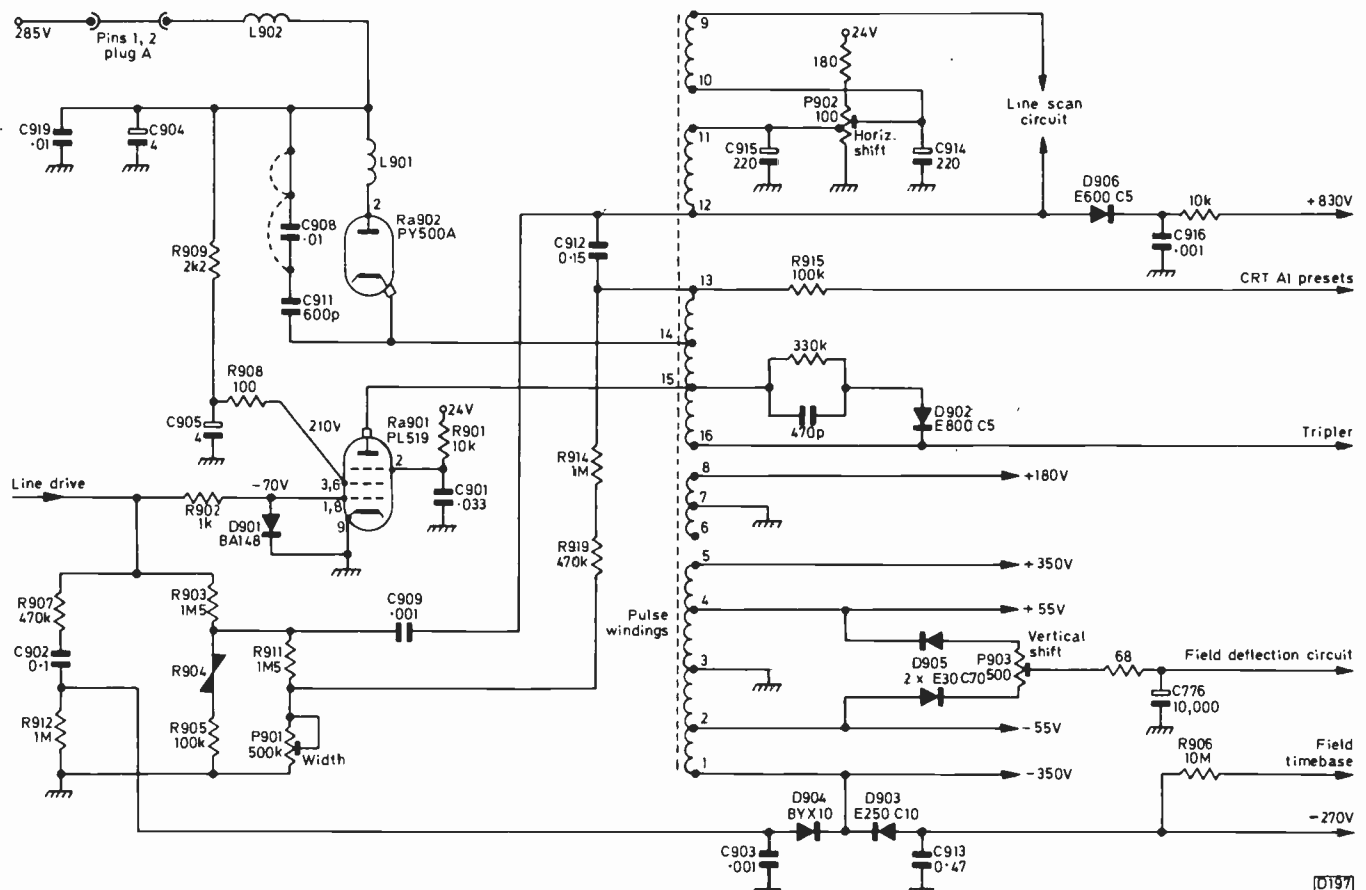 285V
Pins 1, 2
plug A
L902
C919
·01
C904
4
L901
2
Ra902
PY500A
C908
·01
R909
2k2
C911
600p
R908
100
C905
4
210V
Ra901
PL519
24V
R901
10k
2
C901
·033
3,6
1,8
9
Line drive
-70V
R902
1k
D901
BA148
R907
470k
C902
0·1
R912
1M
R903
1M5
R904
R905
100k
R911
1M5
P901
500k
Width
C909
·001
C912
0·15
R914
1M
R919
470k
9
10
11
12
13
14
15
16
8
7
6
5
4
3
2
1
Pulse
windings
24V
180
P902
100
Horiz.
shift
C915
220
C914
220
Line scan
circuit
D906
E600 C5
10k
+830V
C916
·001
R915
100k
CRT A1 presets
330k
470p
D902
E800 C5
Tripler
+180V
+350V
+55V
Vertical
shift
D905
2 x E30 C70
P903
500
68
Field deflection circuit
C776
10,000
-55V
-350V
R906
10M
Field
timebase
D904
BYX10
D903
E250 C10
-270V
C903
·001
C913
0·47
D197